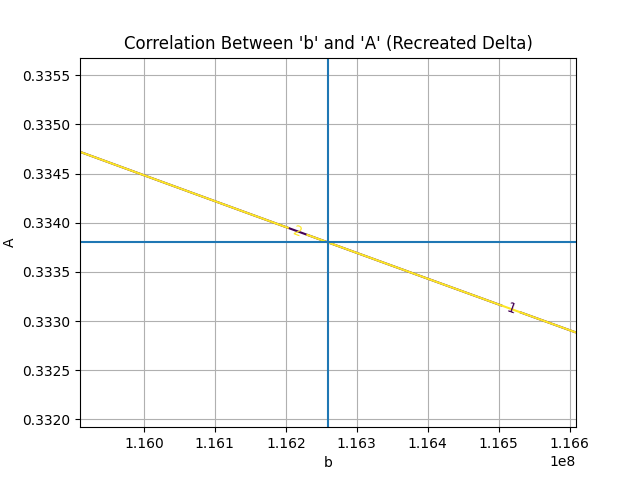 Correlation Between 'b' and 'A' (Recreated Delta)
A
0.3355
0.3350
0.3345
0.3340
0.3335
0.3330
0.3325
0.3320
2
1
1.160 1.161 1.162 1.163 1.164 1.165 1.166
1e8
b